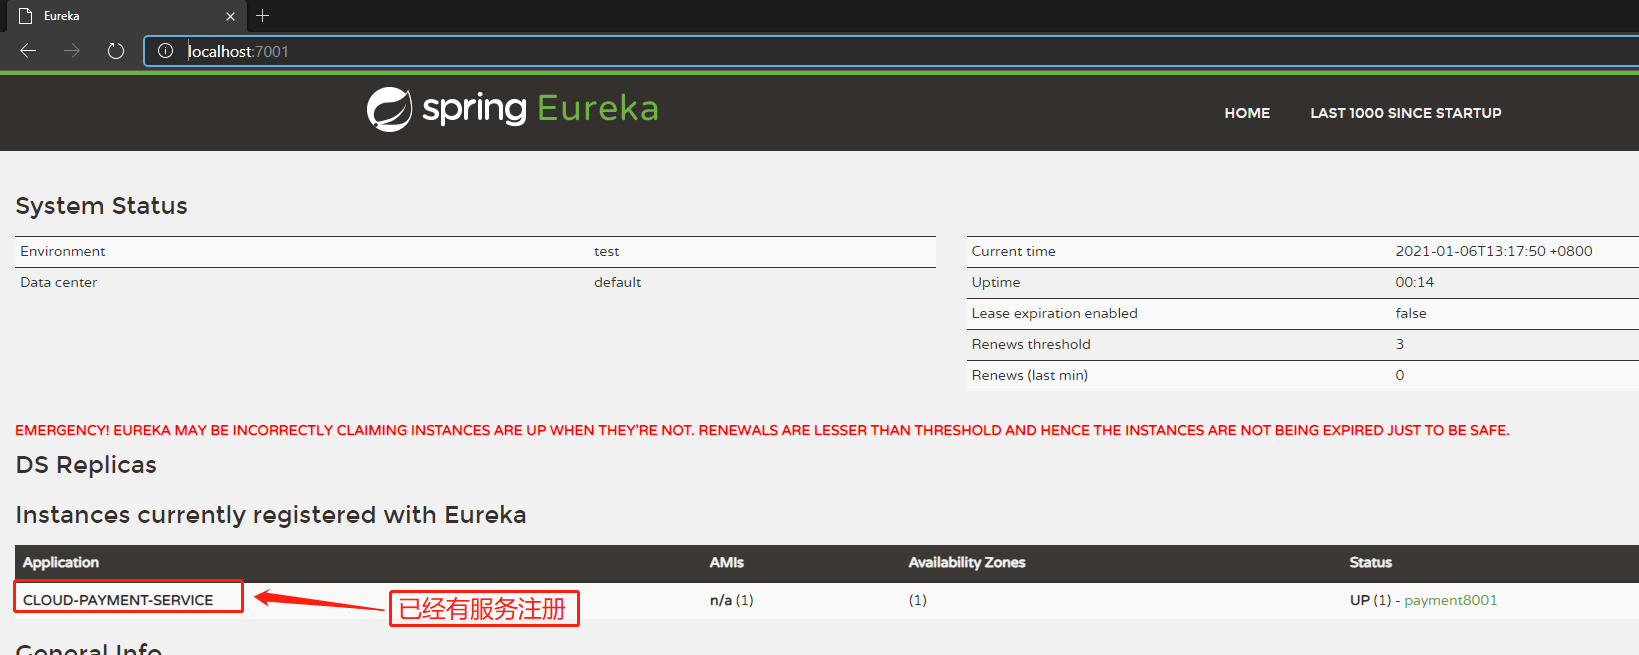 Eureka
localhost:7001
spring Eureka
HOME
LAST 1000 SINCE STARTUP
System Status
Environment test
Data center default
Current time 2021-01-06T13:17:50 +0800
Uptime 00:14
Lease expiration enabled false
Renews threshold 3
Renews (last min) 0
EMERGENCY! EUREKA MAY BE INCORRECTLY CLAIMING INSTANCES ARE UP WHEN THEY'RE NOT. RENEWALS ARE LESSER THAN THRESHOLD AND HENCE THE INSTANCES ARE NOT BEING EXPIRED JUST TO BE SAFE.
DS Replicas
Instances currently registered with Eureka
Application AMIs Availability Zones Status
CLOUD-PAYMENT-SERVICE n/a (1) (1) UP (1) - payment8001
已经有服务注册
General Info